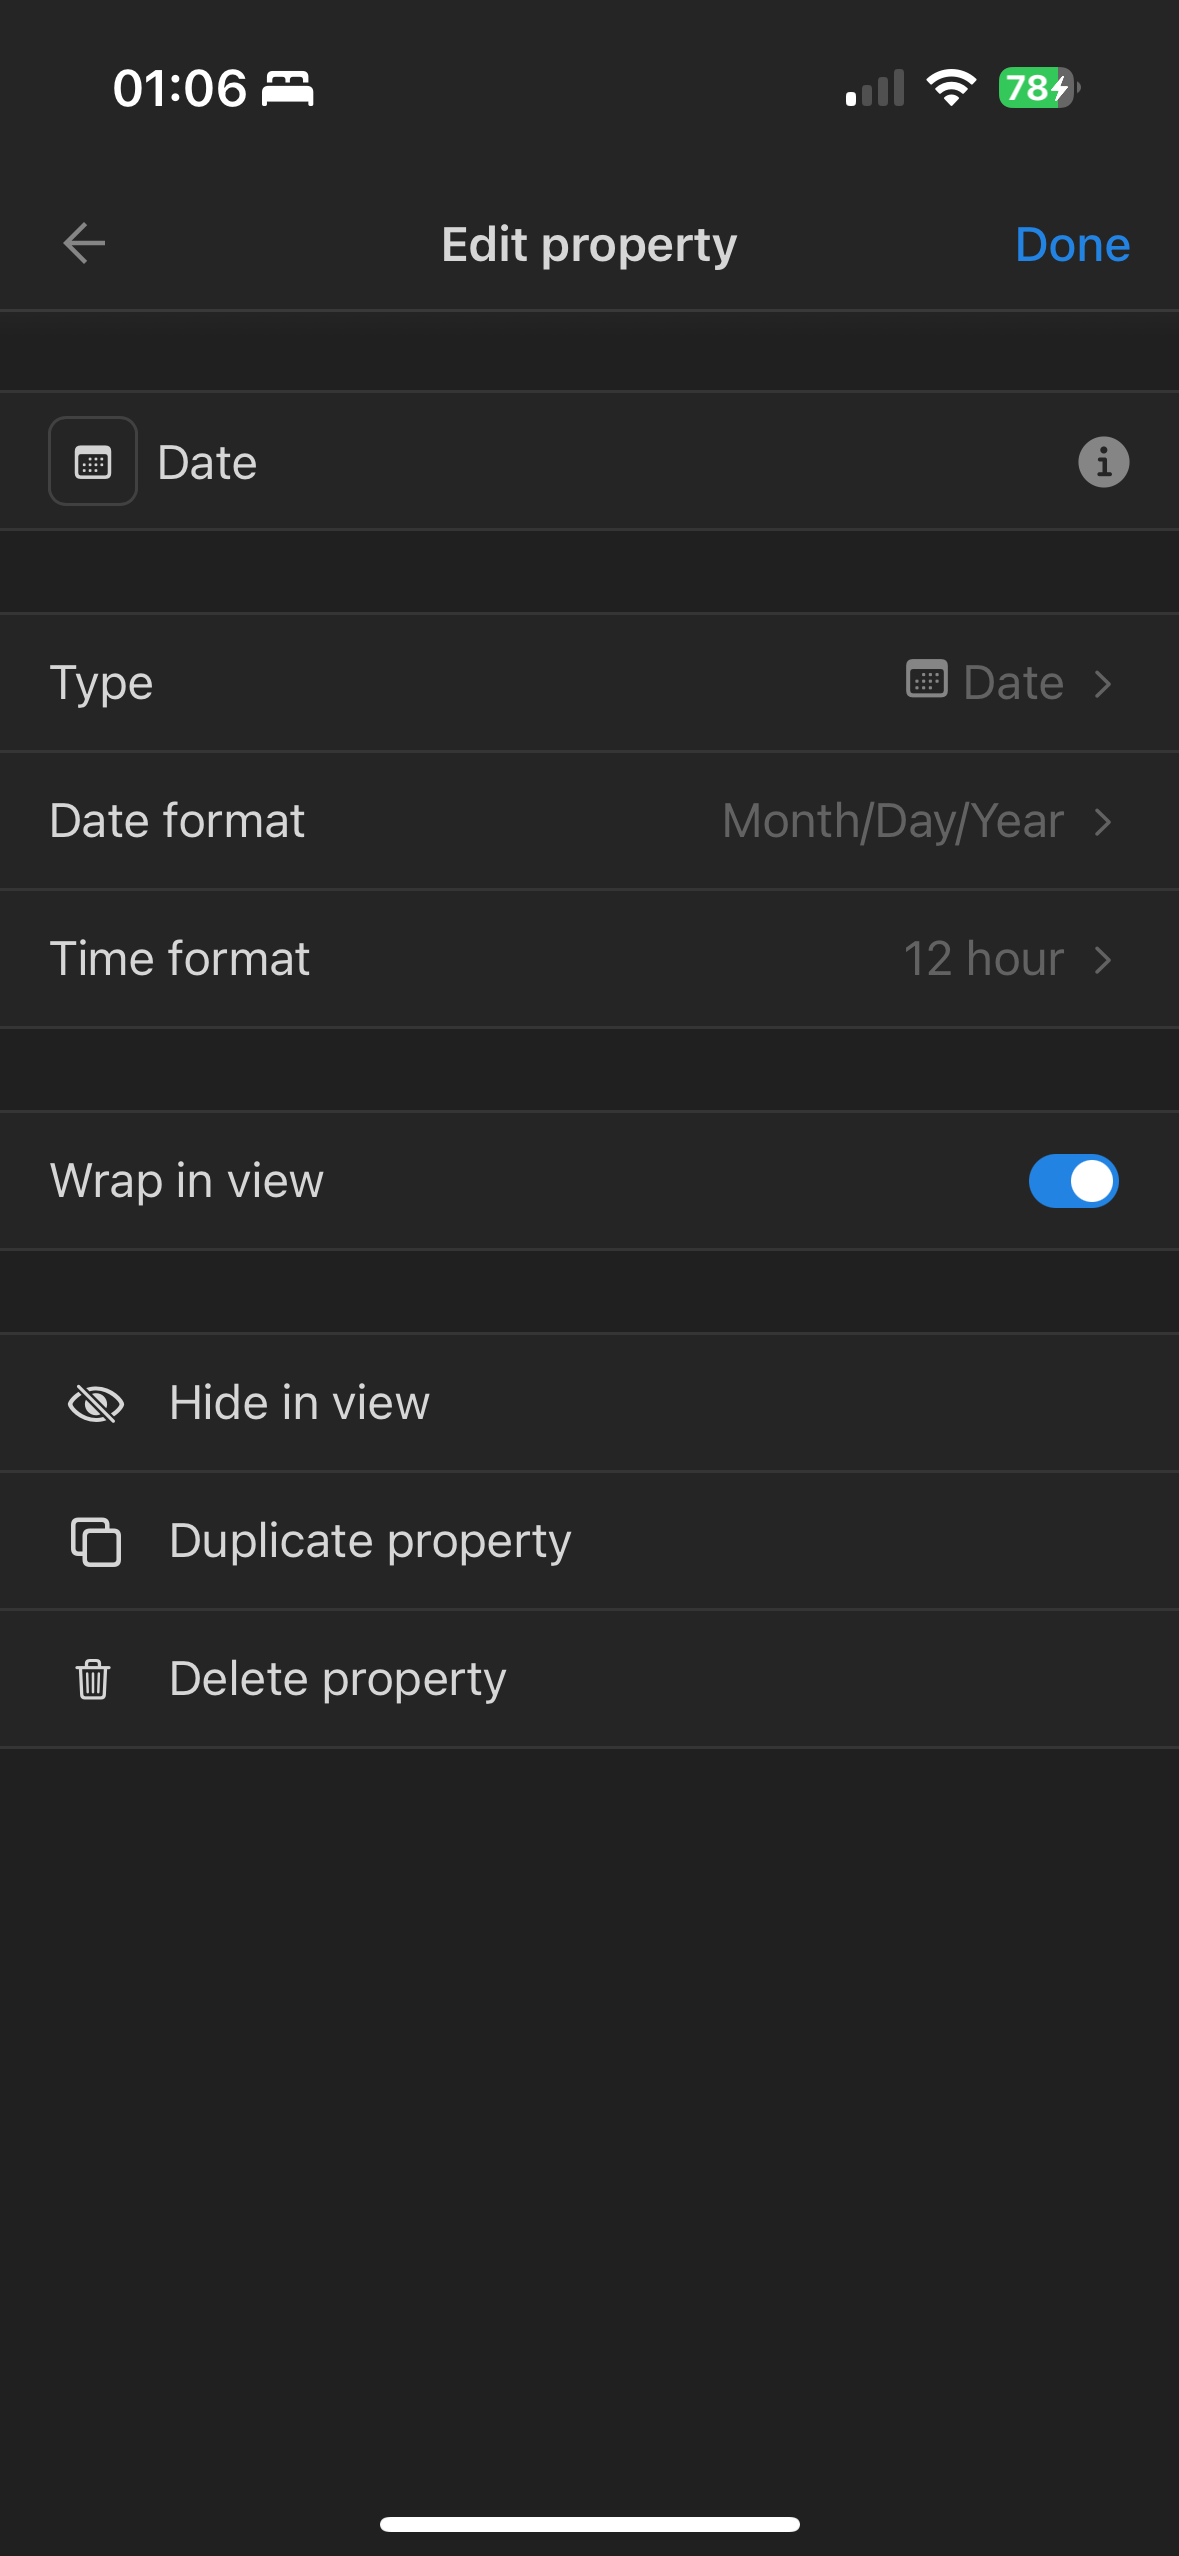 01:06
78
Edit property
Done
Date
Type
Date
Date format
Month/Day/Year
Time format
12 hour
Wrap in view
Hide in view
Duplicate property
Delete property